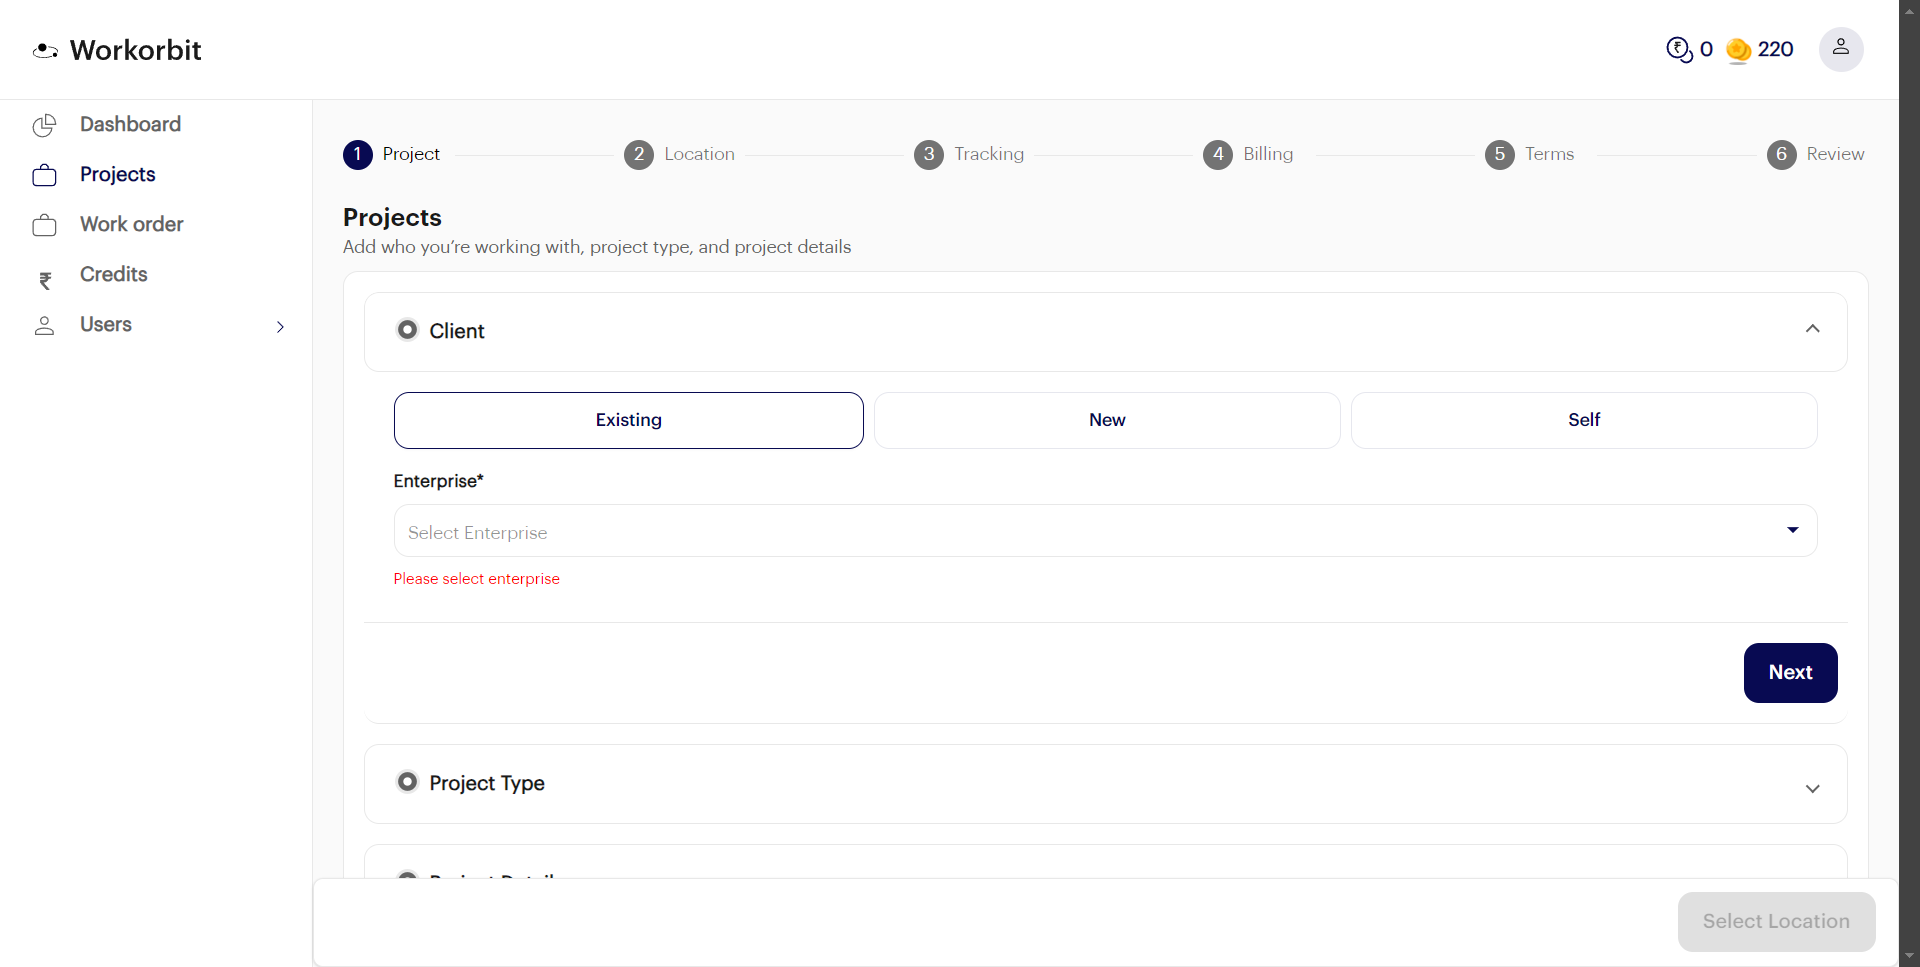 Workorbit
0 220
Dashboard
Projects
Work order
₹ Credits
Users
1 Project
2 Location
3 Tracking
4 Billing
5 Terms
6 Review
Projects
Add who you’re working with, project type, and project details
Client
Existing
New
Self
Enterprise*
Select Enterprise
Please select enterprise
Next
Project Type
Select Location